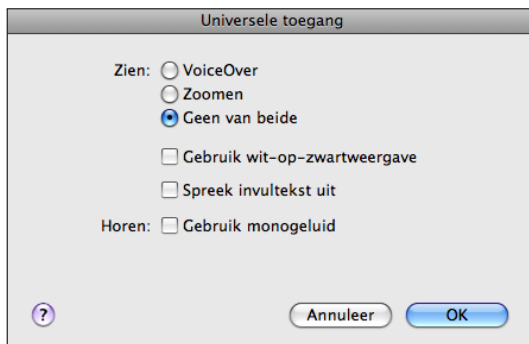 Universele toegang
Zien: VoiceOver
Zoomen
Geen van beide
Gebruik wit-op-zwartweergave
Spreek invultekst uit
Horen: Gebruik monogeluid
? Annuleer OK